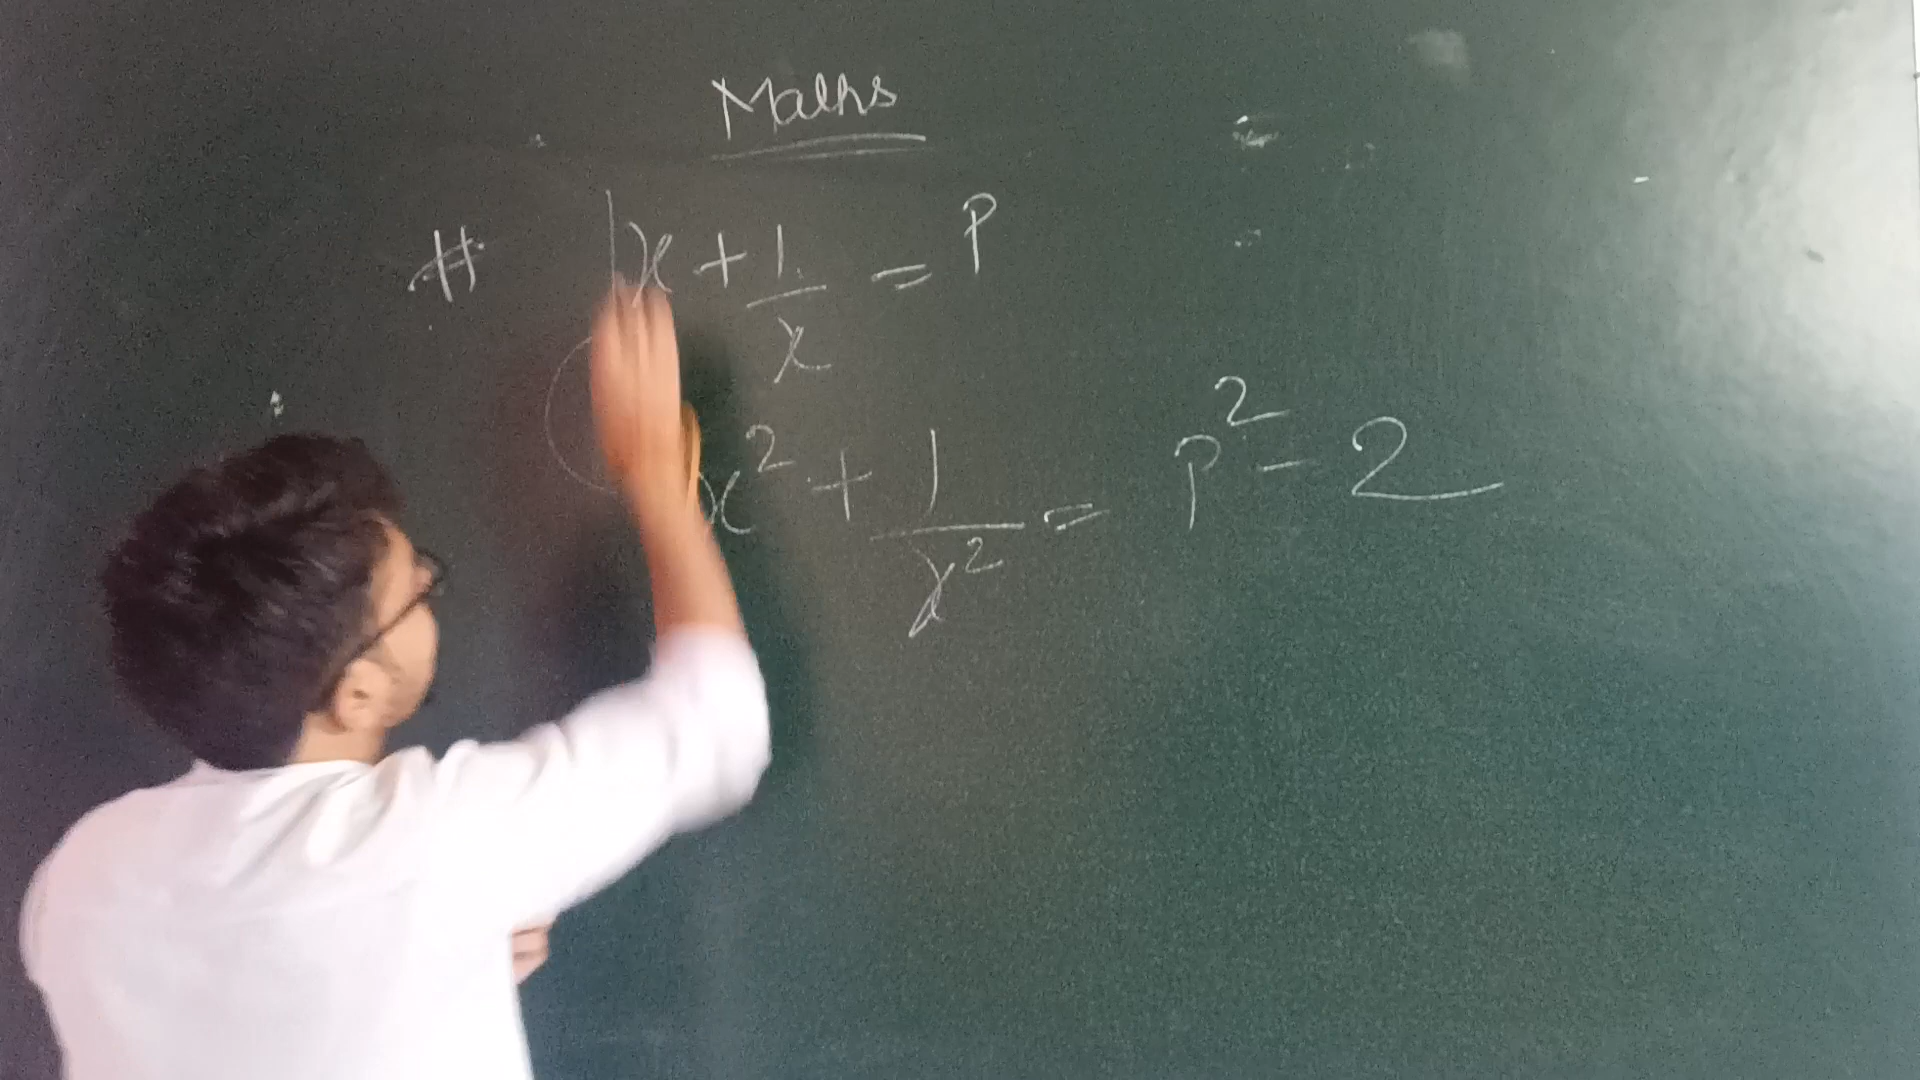 Maths
# x + 1/x = P
x² + 1/x² = P² - 2